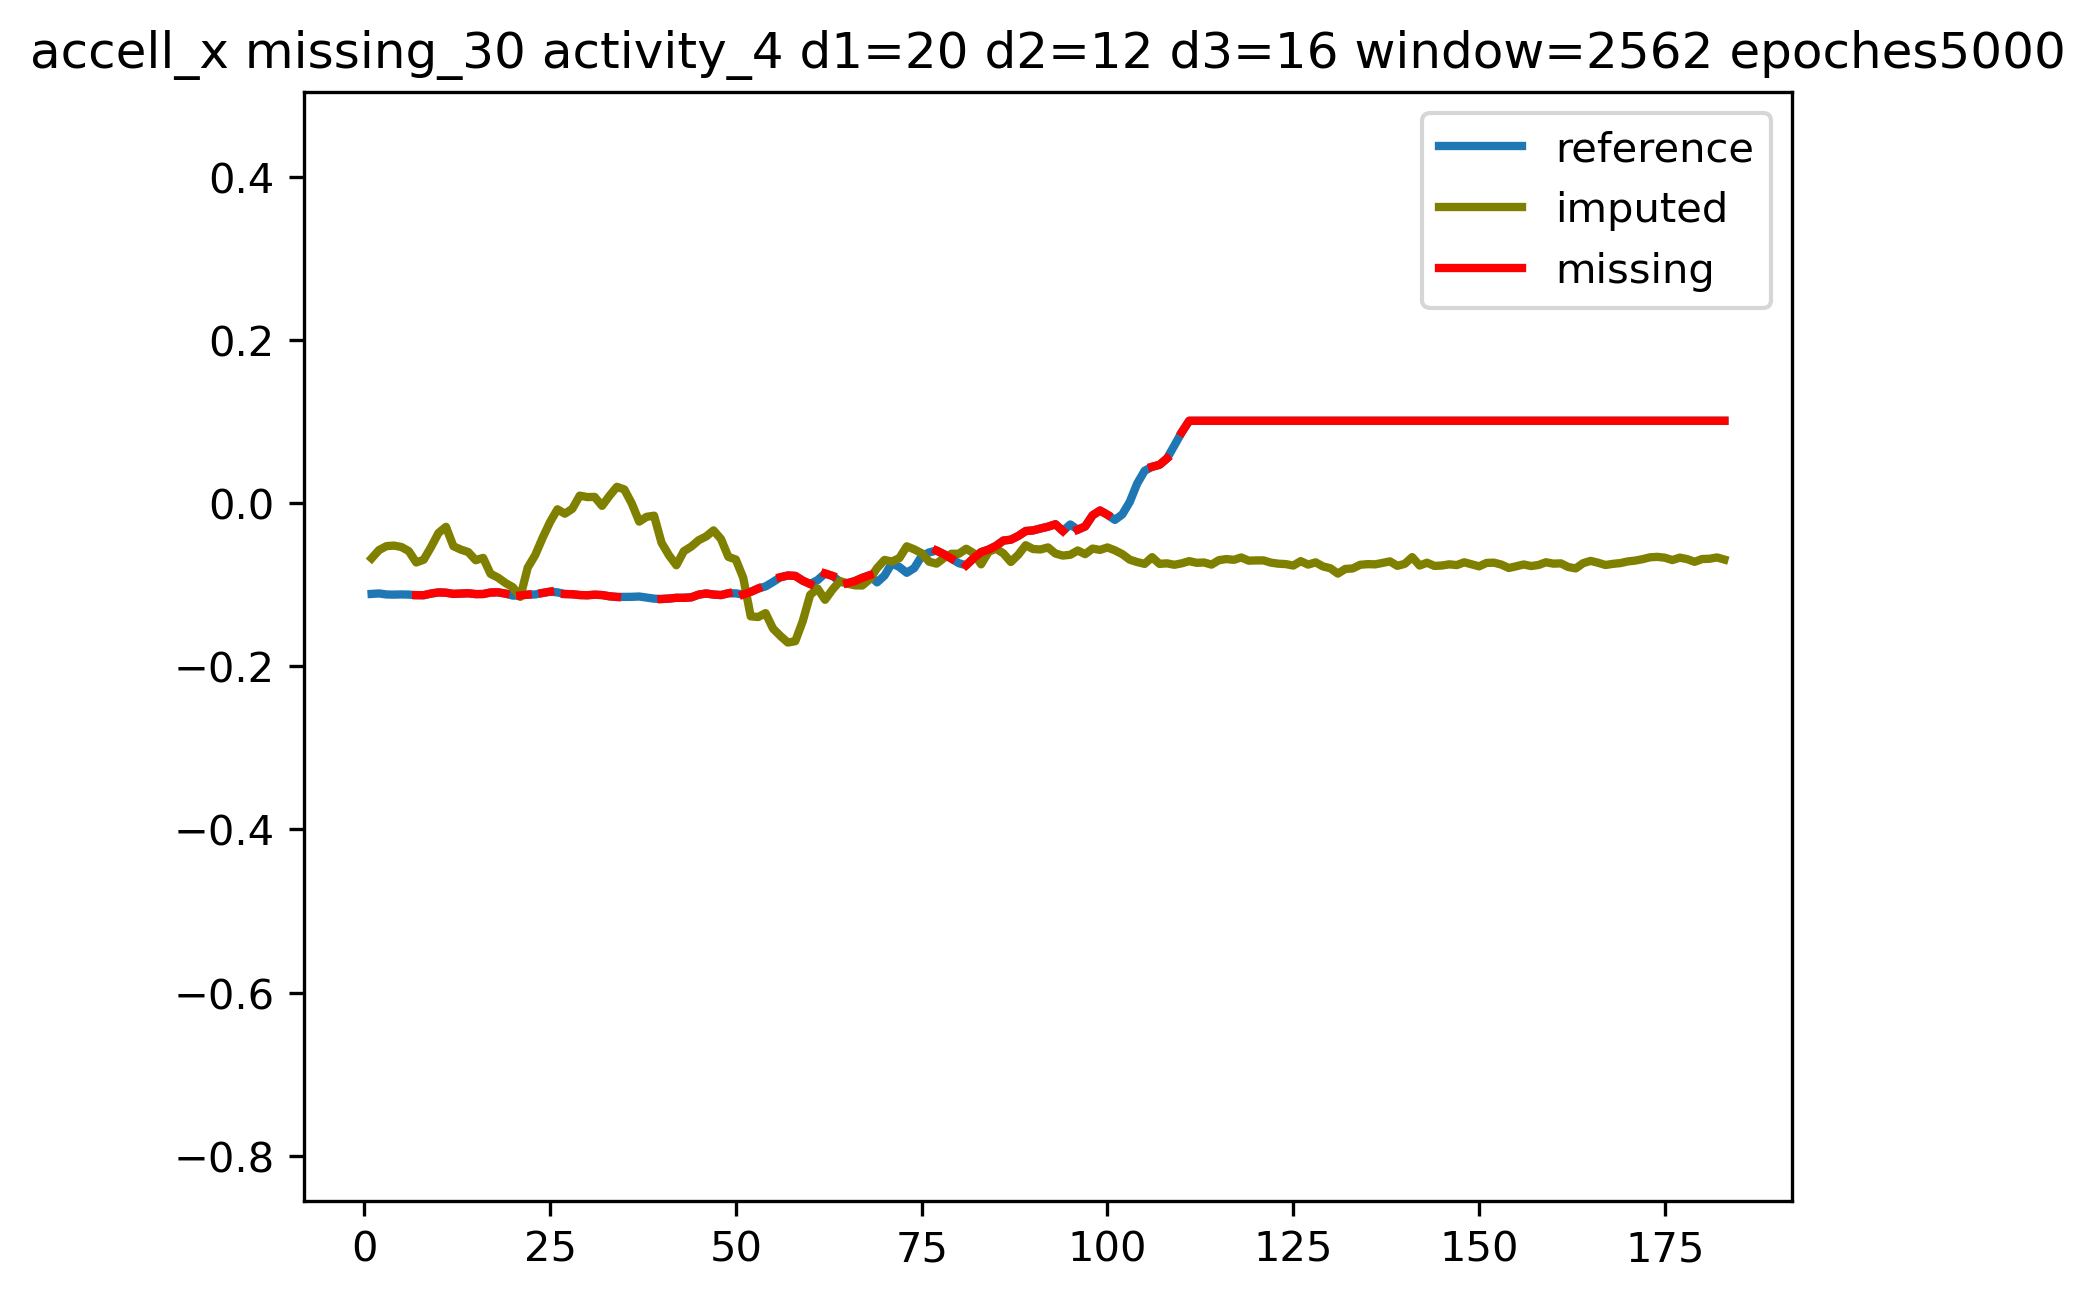 accell_x missing_30 activity_4 d1=20 d2=12 d3=16 window=2562 epoches5000
reference
imputed
missing
0.4
0.2
0.0
−0.2
−0.4
−0.6
−0.8
0 25 50 75 100 125 150 175